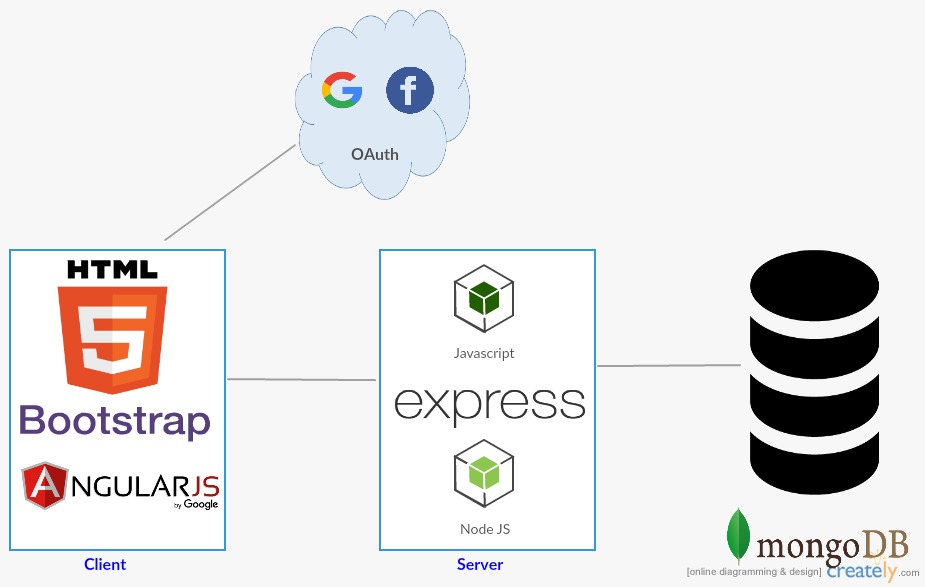 OAuth
HTML
5
Bootstrap
ANGULARJS
by Google
Client
Javascript
express
Node JS
Server
mongoDB
[online diagramming & design] creately.com